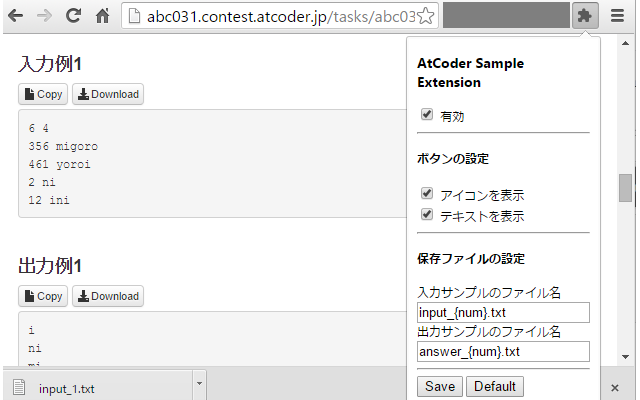 abc031.contest.atcoder.jp/tasks/abc03
入力例1
Copy Download
6 4
356 migoro
461 yoroi
2 ni
12 ini
出力例1
Copy Download
i
ni
input_1.txt
AtCoder Sample
Extension
有効
ボタンの設定
アイコンを表示
テキストを表示
保存ファイルの設定
入力サンプルのファイル名
input_{num}.txt
出力サンプルのファイル名
answer_{num}.txt
Save Default